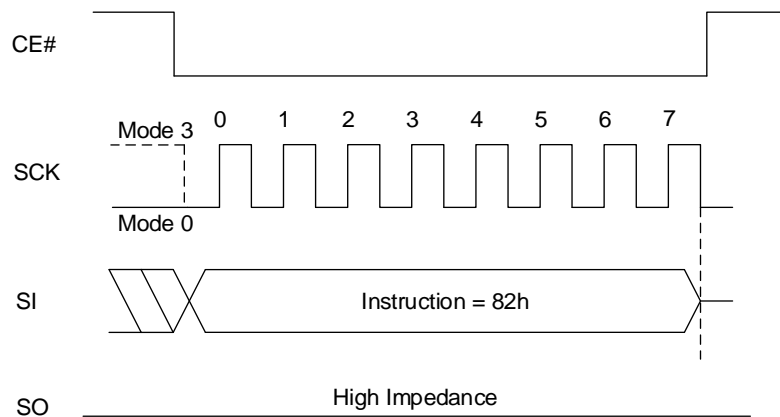 CE#
Mode 3
0 1 2 3 4 5 6 7
SCK
Mode 0
SI
Instruction = 82h
SO
High Impedance